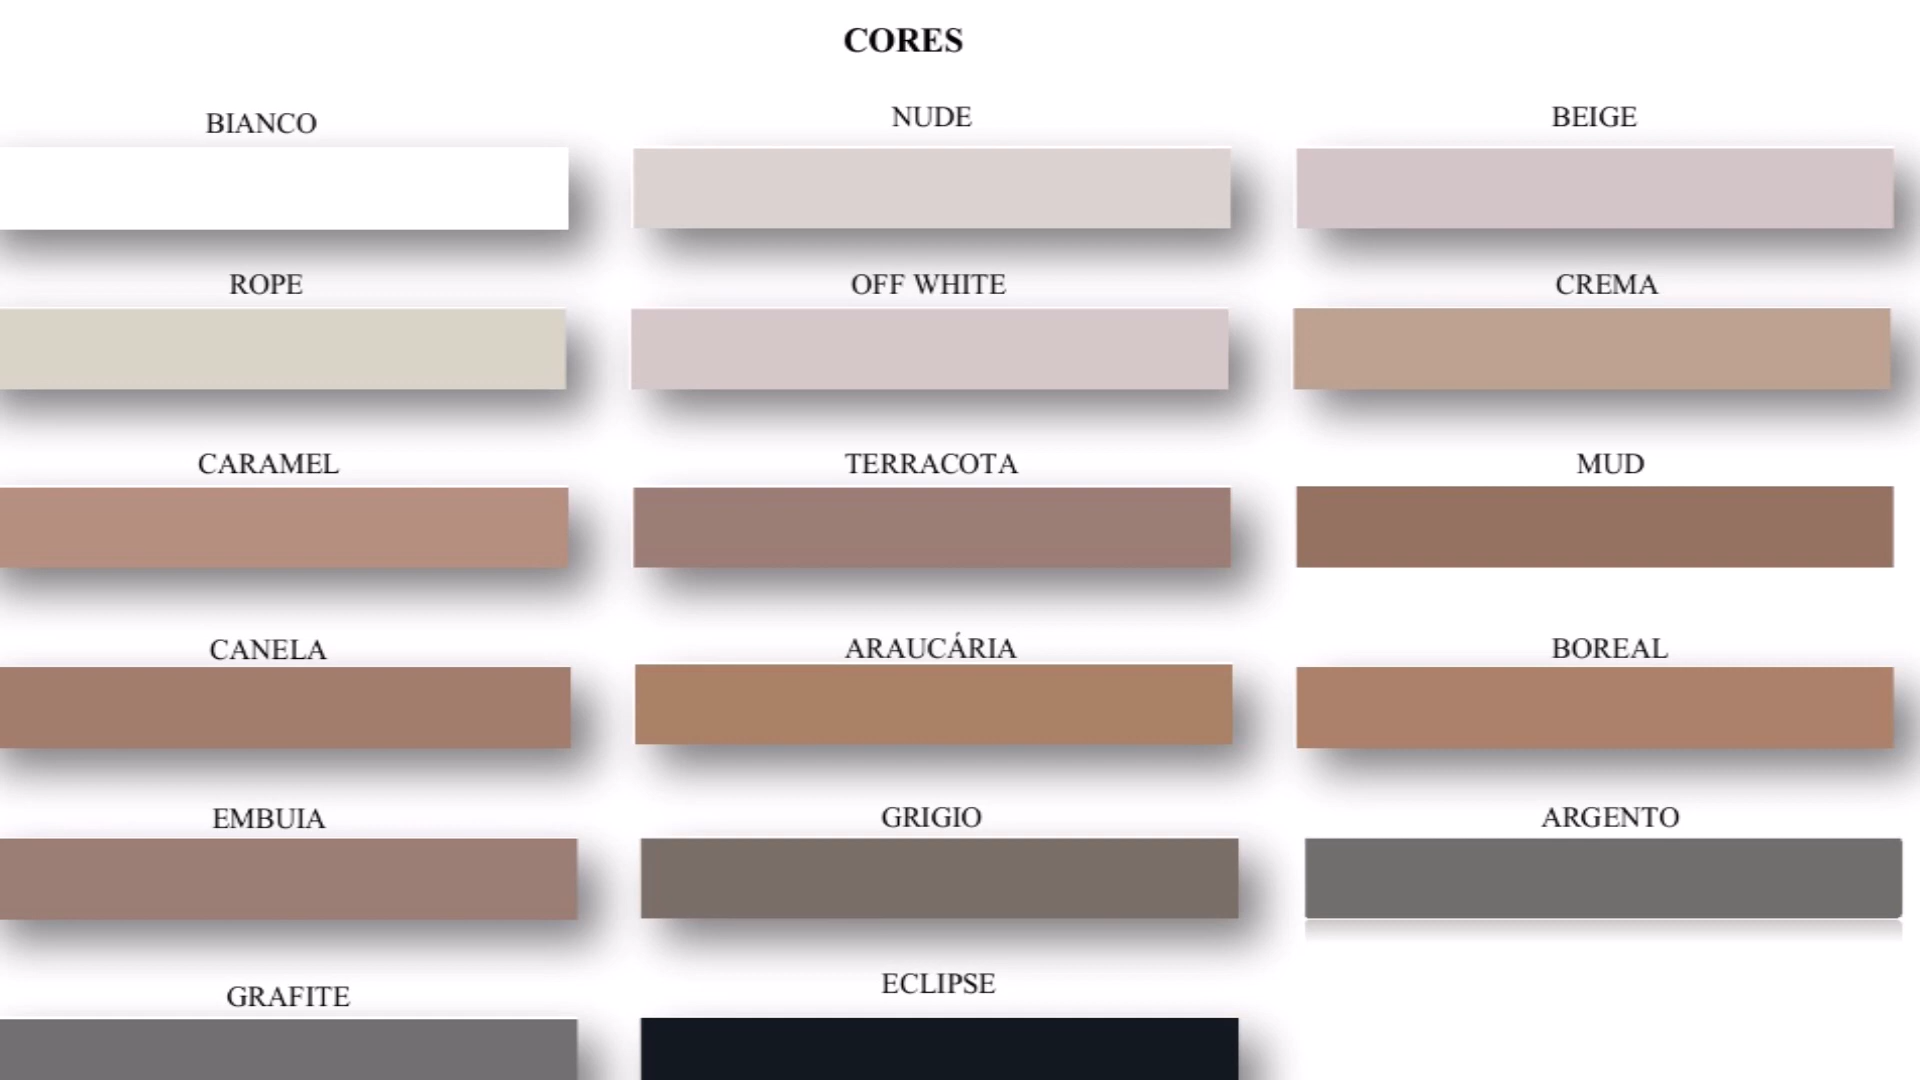 CORES
BIANCO
NUDE
BEIGE
ROPE
OFF WHITE
CREMA
CARAMEL
TERRACOTA
MUD
CANELA
ARAUCÁRIA
BOREAL
EMBUIA
GRIGIO
ARGENTO
GRAFITE
ECLIPSE